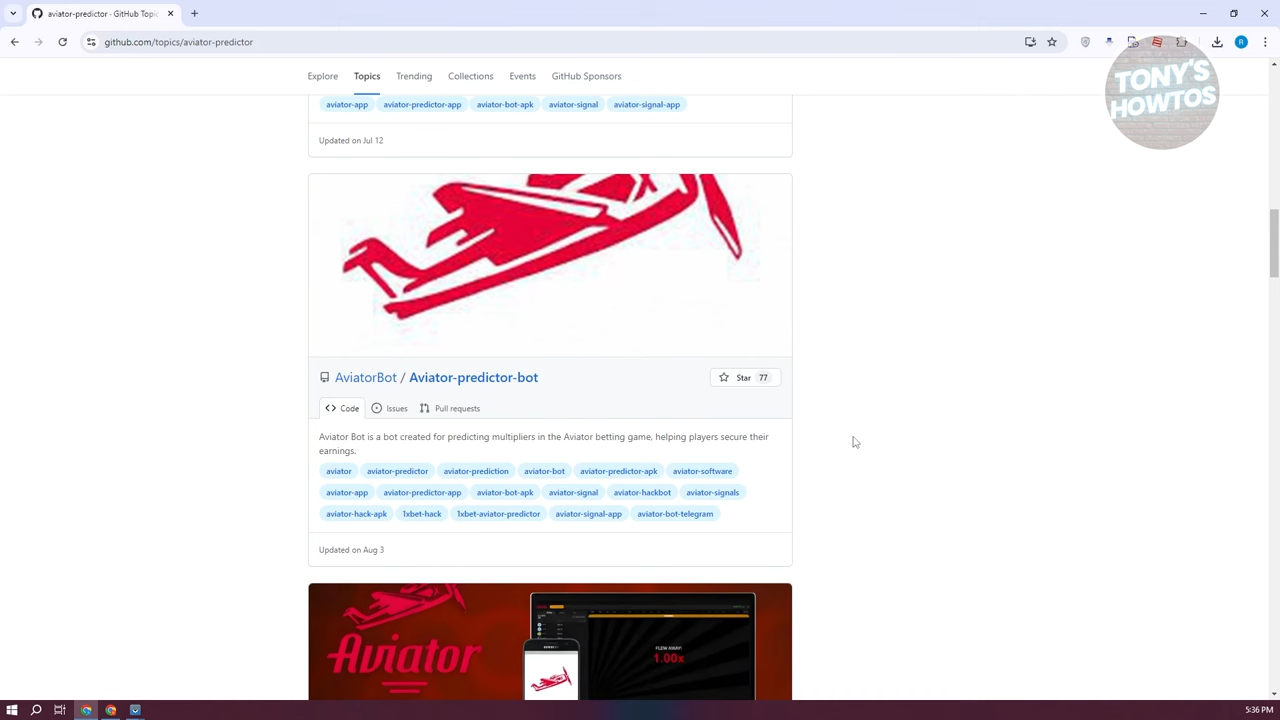 aviator-predictor · GitHub Topic
github.com/topics/aviator-predictor
R
TONY'S
HOWTOS
Explore Topics Trending Collections Events GitHub Sponsors
aviator-app aviator-predictor-app aviator-bot-apk aviator-signal aviator-signal-app
Updated on Jul 12
AviatorBot / Aviator-predictor-bot
Star 77
Code Issues Pull requests
Aviator Bot is a bot created for predicting multipliers in the Aviator betting game, helping players secure their
earnings.
aviator aviator-predictor aviator-prediction aviator-bot aviator-predictor-apk aviator-software
aviator-app aviator-predictor-app aviator-bot-apk aviator-signal aviator-hackbot aviator-signals
aviator-hack-apk 1xbet-hack 1xbet-aviator-predictor aviator-signal-app aviator-bot-telegram
Updated on Aug 3
Aviator
FLEW AWAY!
1.00x
5:36 PM